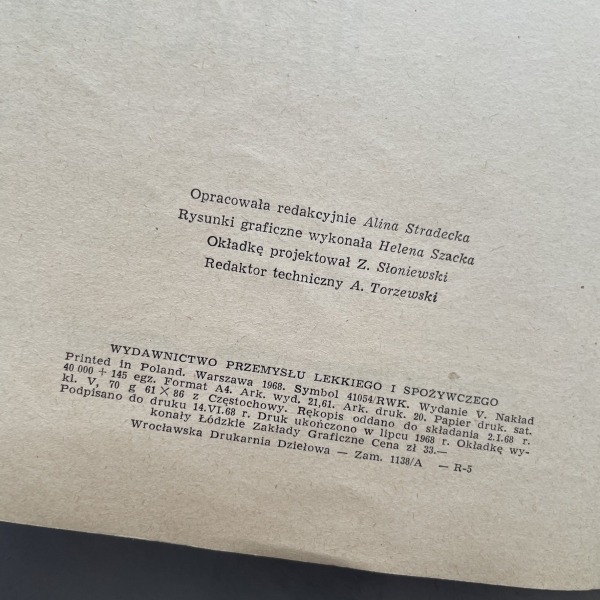 Opracowała redakcyjnie Alina Stradecka
Rysunki graficzne wykonała Helena Szacka
Okładkę projektował Z. Słoniewski
Redaktor techniczny A. Torzewski
WYDAWNICTWO PRZEMYSŁU LEKKIEGO I SPOŻYWCZEGO
Printed in Poland. Warszawa 1968. Symbol 41054/RWK. Wydanie V. Nakład
40 000 + 145 egz. Format A4. Ark. wyd. 21,61. Ark. druk. 20. Papier druk. sat.
kl. V, 70 g 61 × 86 z Częstochowy. Rękopis oddano do składania 2.I.68 r.
Podpisano do druku 14.VI.68 r. Druk ukończono w lipcu 1968 r. Okładkę wy-
konały Łódzkie Zakłady Graficzne Cena zł 33.—
Wrocławska Drukarnia Dziełowa — Zam. 1138/A — R-5